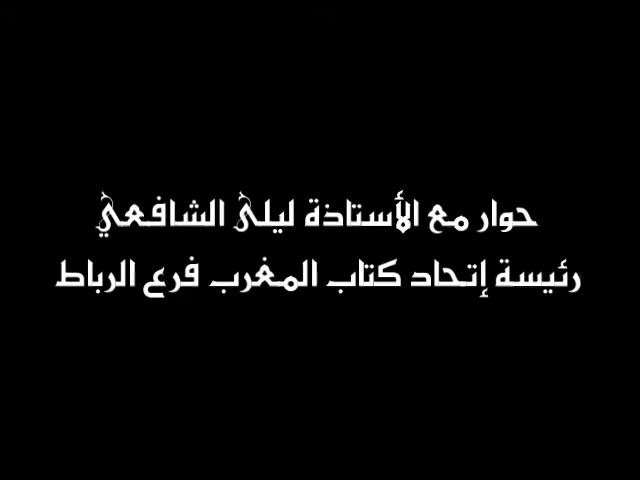 حوار مع الأستاذة ليلى الشافعي
رئيسة إتحاد كتاب المغرب فرع الرباط